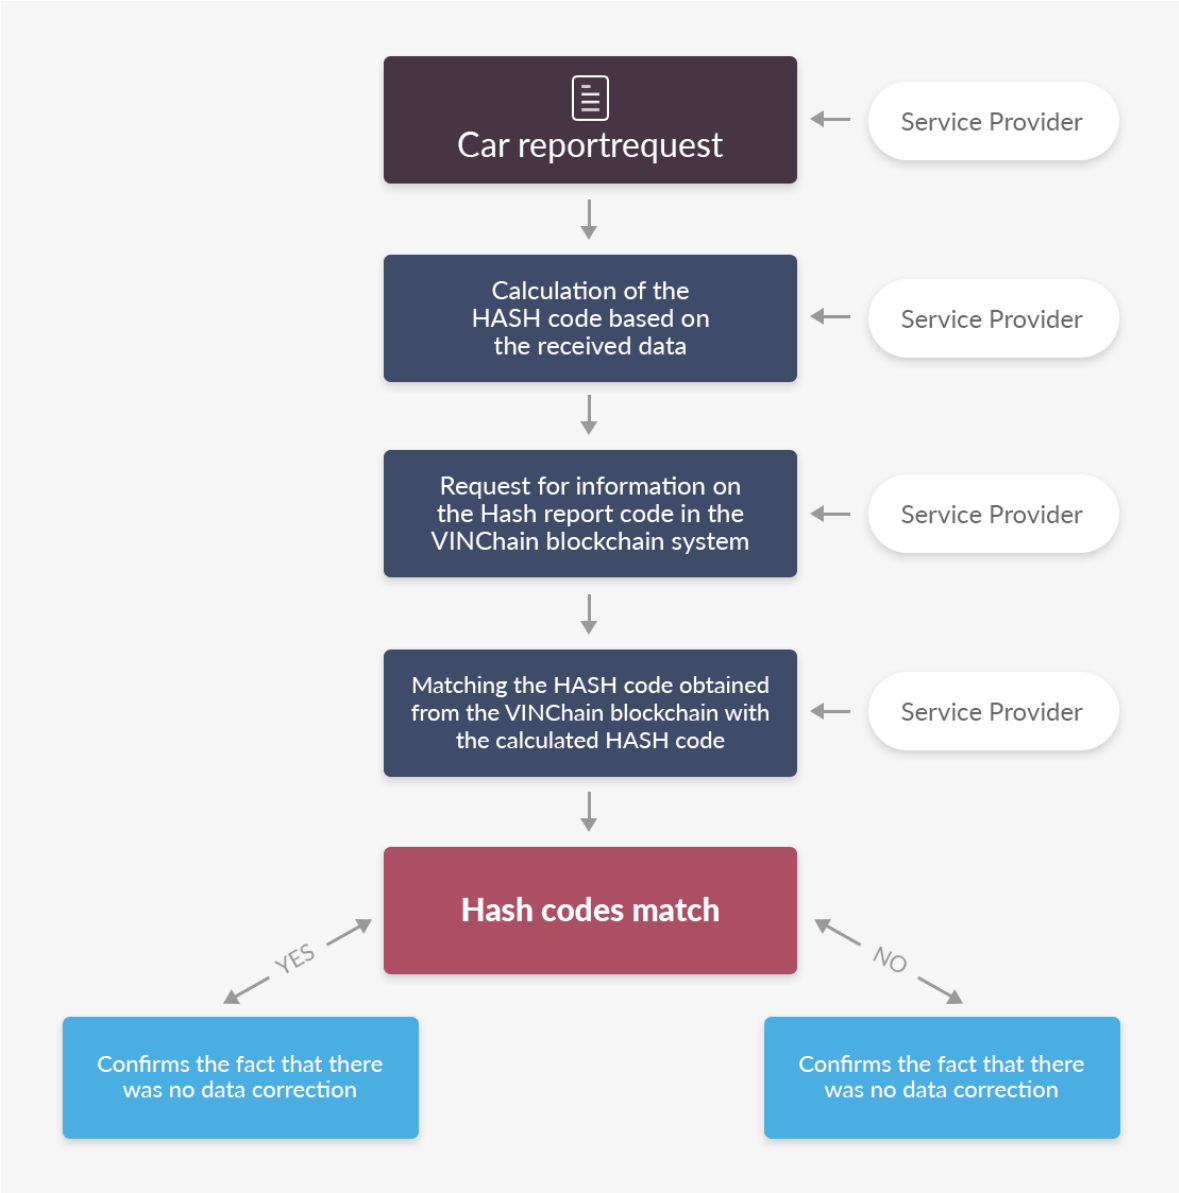 Car reportrequest
Service Provider
Calculation of the
HASH code based on
the received data
Service Provider
Request for information on
the Hash report code in the
VINChain blockchain system
Service Provider
Matching the HASH code obtained
from the VINChain blockchain with
the calculated HASH code
Service Provider
Hash codes match
YES
NO
Confirms the fact that there
was no data correction
Confirms the fact that there
was no data correction